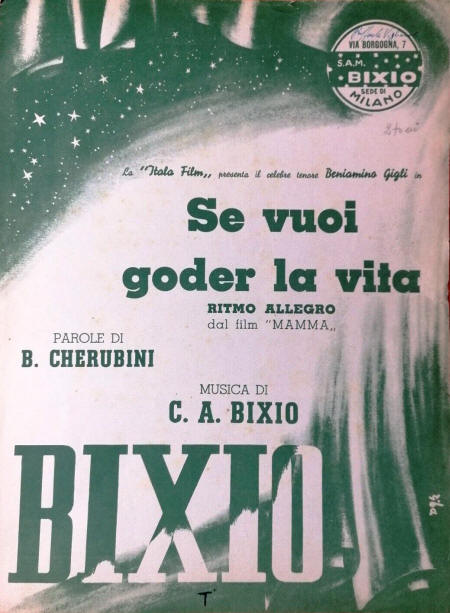 VIA BORGOGNA, 7
S.A.M.
BIXIO
SEDE DI
MILANO
La "Itala Film,, presenta il celebre tenore Beniamino Gigli in
Se vuoi
goder la vita
RITMO ALLEGRO
dal film "MAMMA,,
PAROLE DI
B. CHERUBINI
MUSICA DI
C. A. BIXIO
BIXIO
T